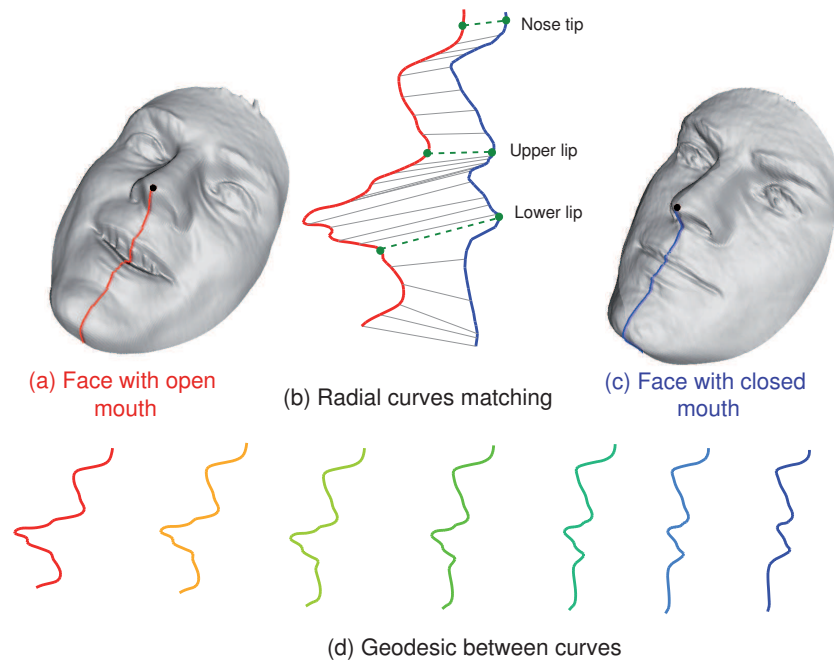 Nose tip
Upper lip
Lower lip
(a) Face with open
mouth
(b) Radial curves matching
(c) Face with closed
mouth
(d) Geodesic between curves